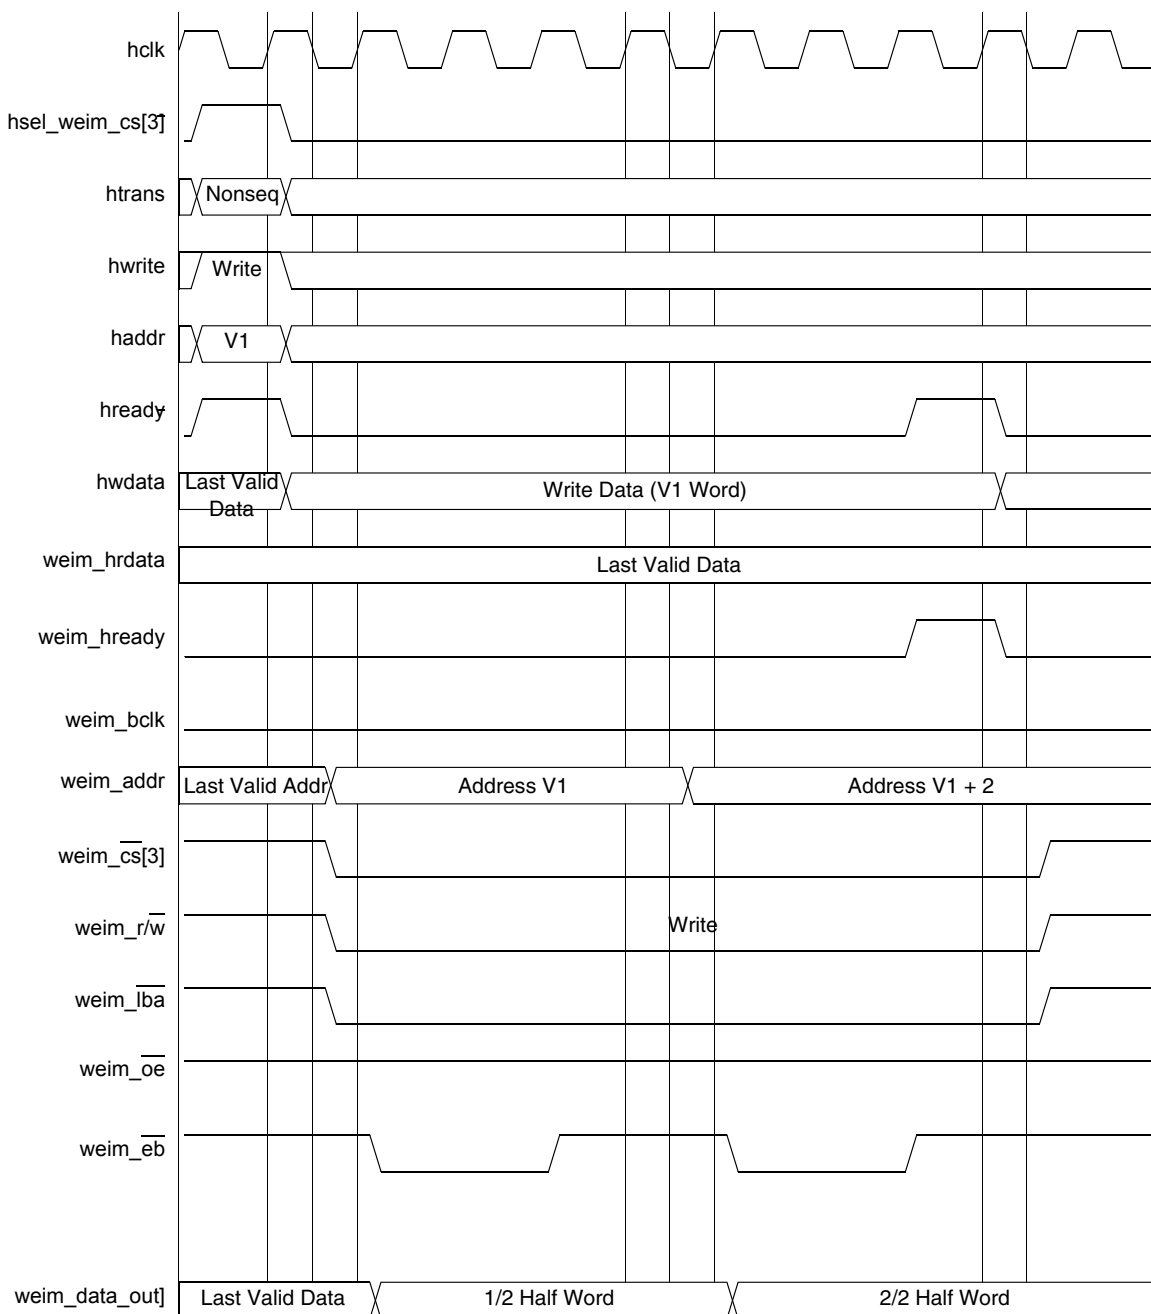 hclk
hsel_weim_cs[3]
htrans
Nonseq
hwrite
Write
haddr
V1
hready
hwdata
Last Valid
Data
Write Data (V1 Word)
weim_hrdata
Last Valid Data
weim_hready
weim_bclk
weim_addr
Last Valid Addr
Address V1
Address V1 + 2
weim_cs[3]
weim_r/w
Write
weim_lba
weim_oe
weim_eb
weim_data_out]
Last Valid Data
1/2 Half Word
2/2 Half Word